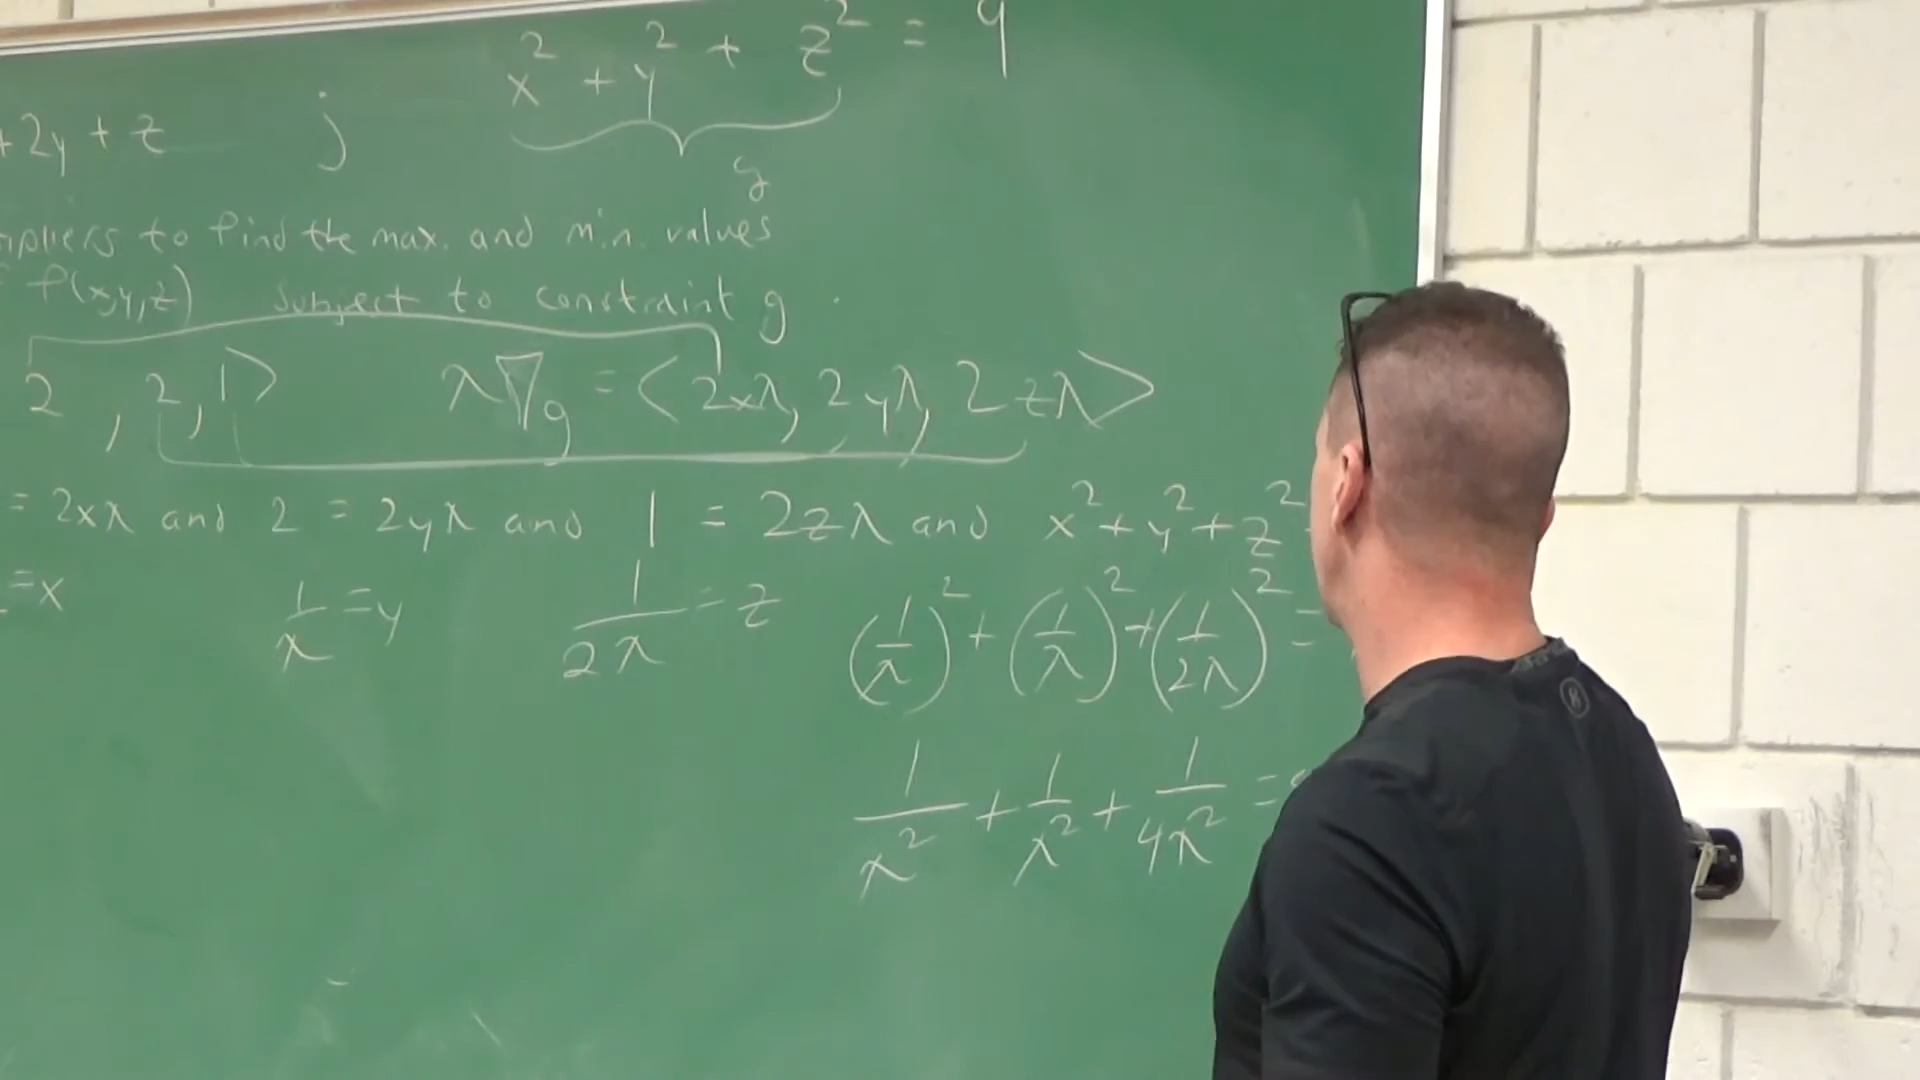 x² + y² + z² = 9
+ 2y + z ;
g
to find the max. and min. values
f(x,y,z) subject to constraint g.
2, 2, 1> λ∇g = <2xλ, 2yλ, 2zλ>
= 2xλ and 2 = 2yλ and 1 = 2zλ and x² + y² + z²
= x 1/λ = y 1/2λ = z (1/λ)² + (1/λ)² + (1/2λ)² =
1/λ² + 1/λ² + 1/4λ² =